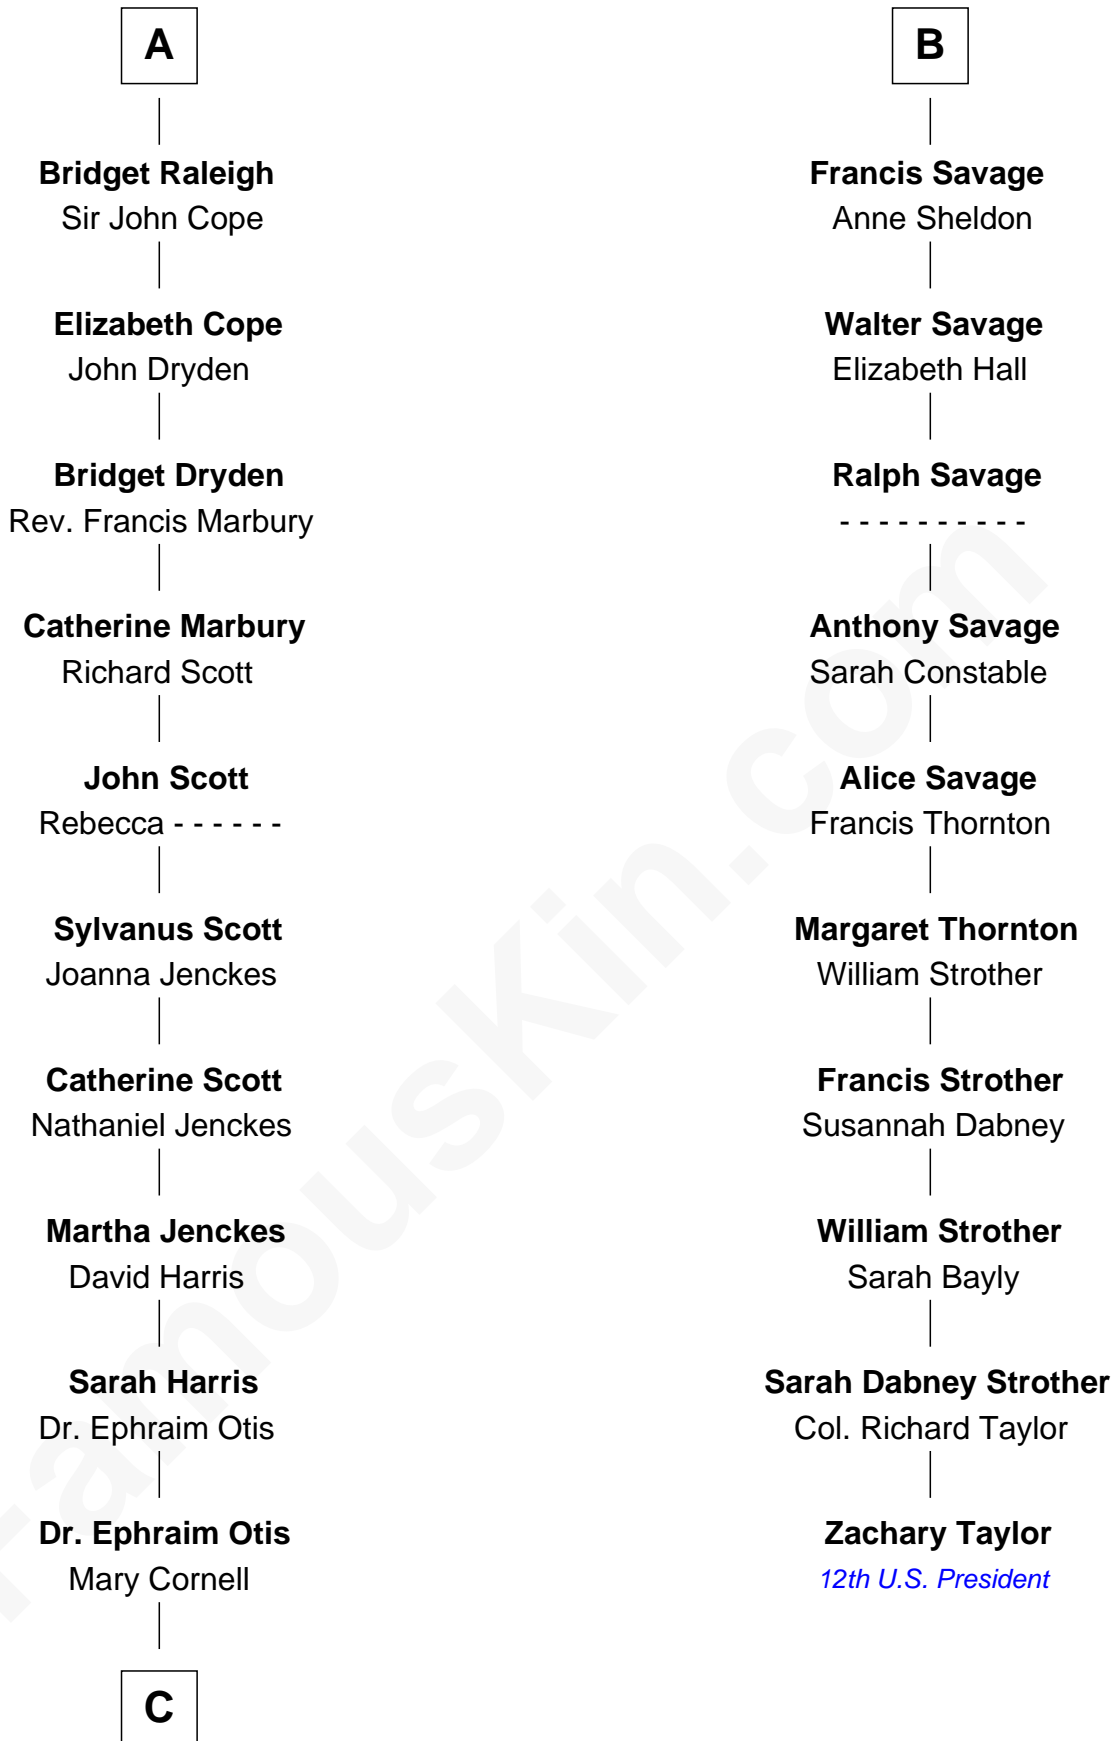 A
Bridget Raleigh
Sir John Cope
Elizabeth Cope
John Dryden
Bridget Dryden
Rev. Francis Marbury
Catherine Marbury
Richard Scott
John Scott
Rebecca - - - - - -
Sylvanus Scott
Joanna Jenckes
Catherine Scott
Nathaniel Jenckes
Martha Jenckes
David Harris
Sarah Harris
Dr. Ephraim Otis
Dr. Ephraim Otis
Mary Cornell
C
B
Francis Savage
Anne Sheldon
Walter Savage
Elizabeth Hall
Ralph Savage
- - - - - - - - - -
Anthony Savage
Sarah Constable
Alice Savage
Francis Thornton
Margaret Thornton
William Strother
Francis Strother
Susannah Dabney
William Strother
Sarah Bayly
Sarah Dabney Strother
Col. Richard Taylor
Zachary Taylor
12th U.S. President
FamousKin.com